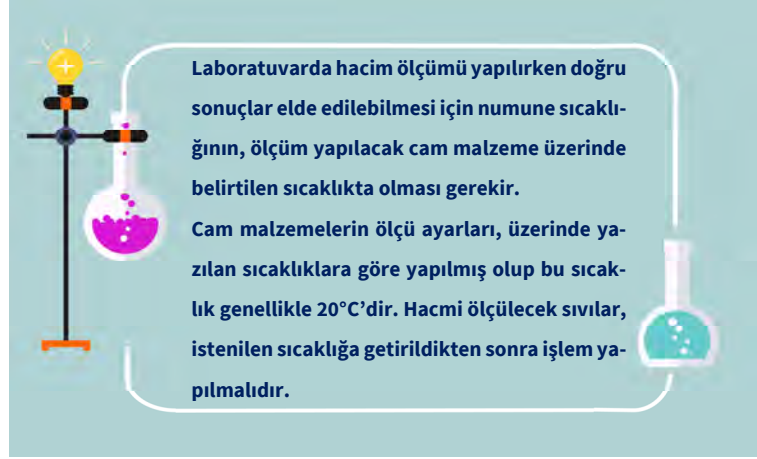 Laboratuvarda hacim ölçümü yapılırken doğru
sonuçlar elde edilebilmesi için numune sıcaklı-
ğının, ölçüm yapılacak cam malzeme üzerinde
belirtilen sıcaklıkta olması gerekir.
Cam malzemelerin ölçü ayarları, üzerinde ya-
zılan sıcaklıklara göre yapılmış olup bu sıcak-
lık genellikle 20°C’dir. Hacmi ölçülecek sıvılar,
istenilen sıcaklığa getirildikten sonra işlem ya-
pılmalıdır.